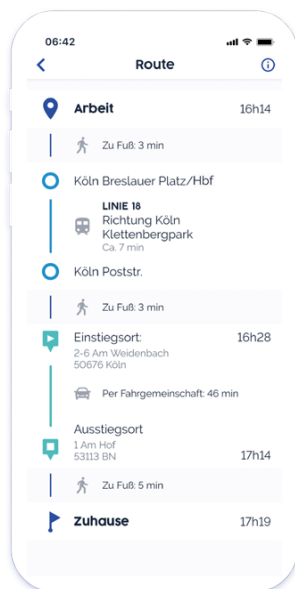 06:42
Route
Arbeit 16h14
Zu Fuß: 3 min
Köln Breslauer Platz/Hbf
LINIE 18
Richtung Köln
Klettenbergpark
Ca. 7 min
Köln Poststr.
Zu Fuß: 3 min
Einstiegsort: 16h28
2-6 Am Weidenbach
50676 Köln
Per Fahrgemeinschaft: 46 min
Ausstiegsort
1 Am Hof
53113 BN 17h14
Zu Fuß: 5 min
Zuhause 17h19